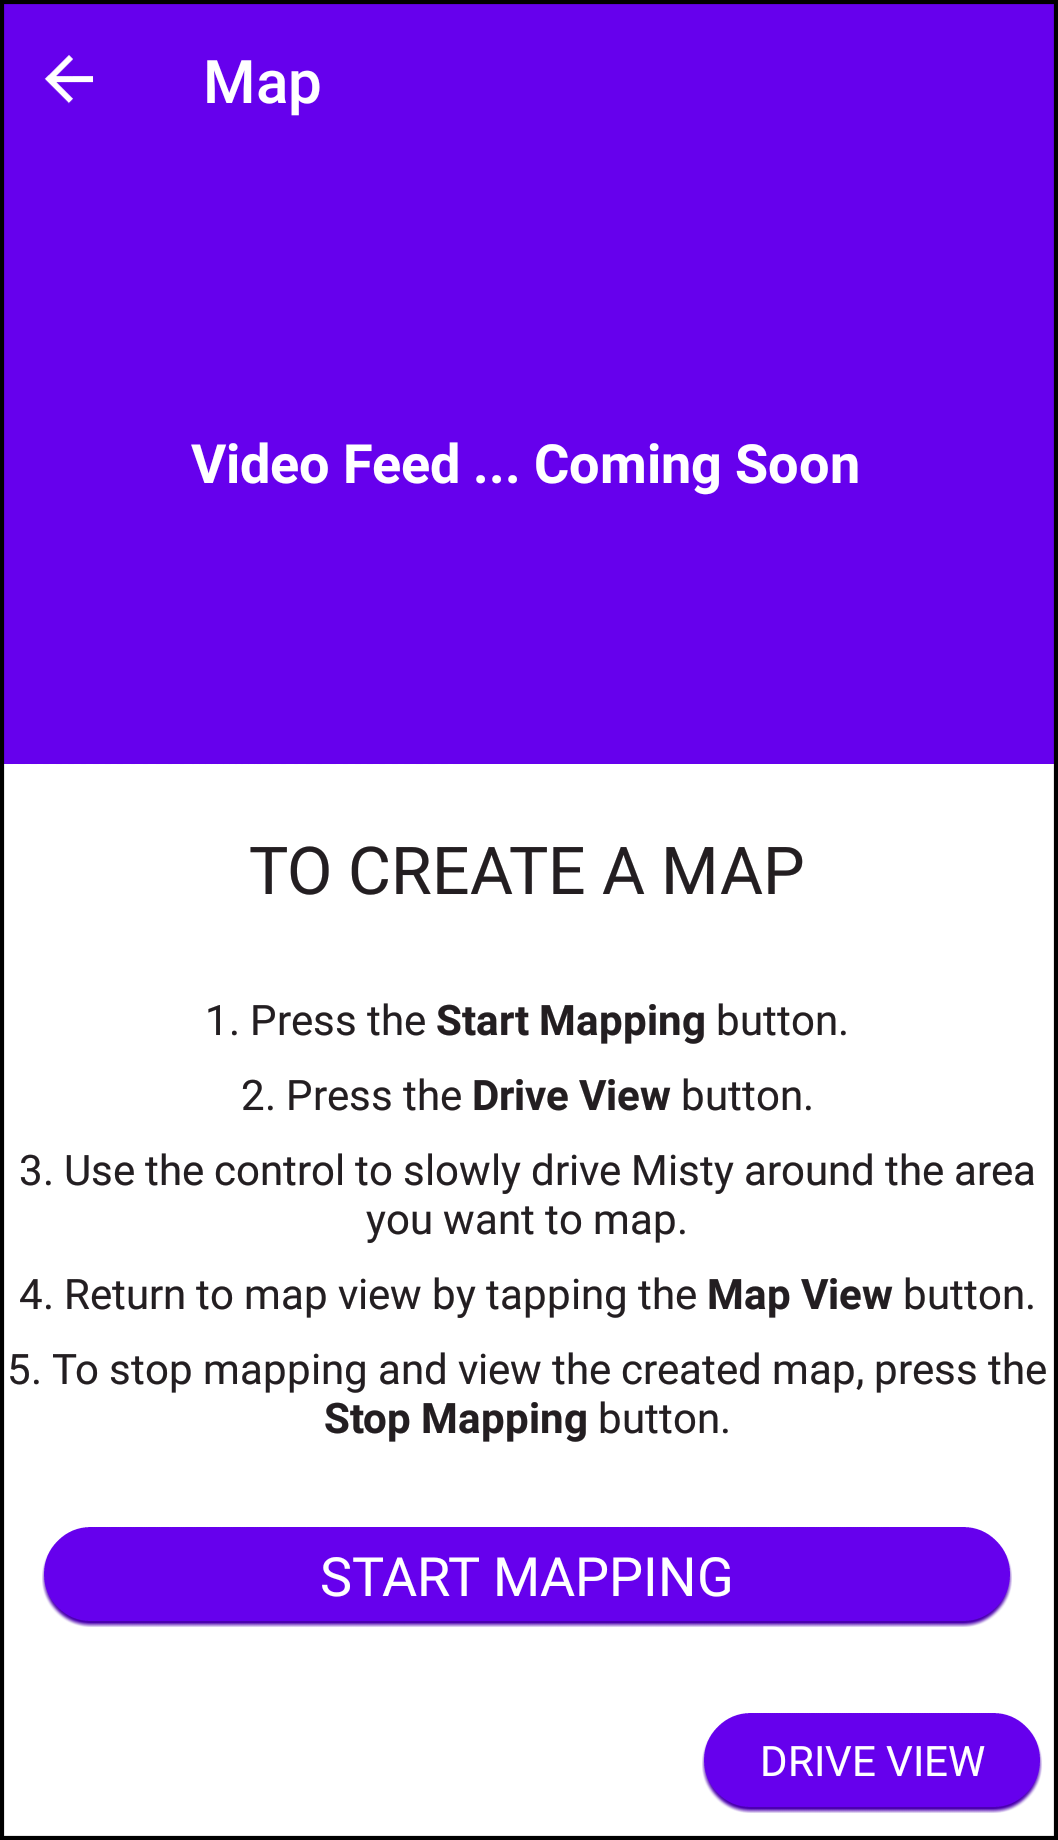 Map
Video Feed ... Coming Soon
TO CREATE A MAP
1. Press the Start Mapping button.
2. Press the Drive View button.
3. Use the control to slowly drive Misty around the area
you want to map.
4. Return to map view by tapping the Map View button.
5. To stop mapping and view the created map, press the
Stop Mapping button.
START MAPPING
DRIVE VIEW